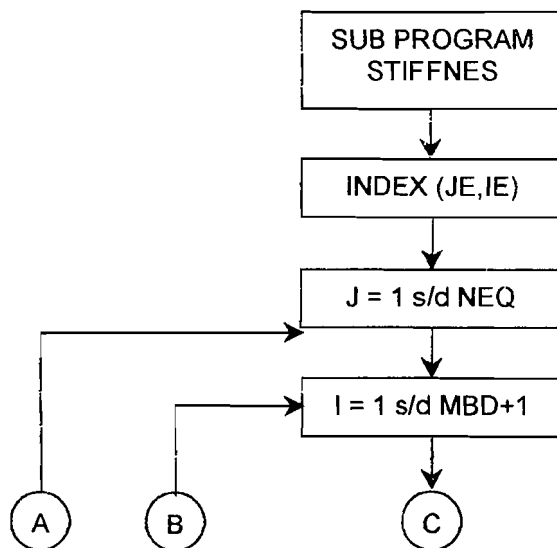 SUB PROGRAM
STIFFNES
INDEX (JE,IE)
J = 1 s/d NEQ
I = 1 s/d MBD+1
A
B
C